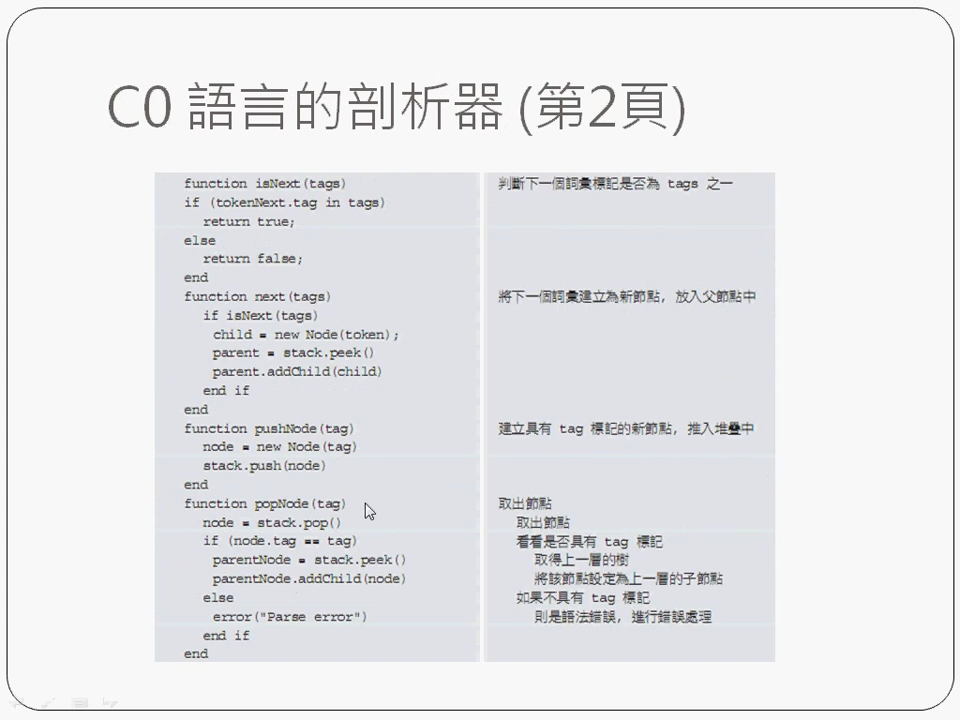 C0 語言的剖析器 (第2頁)
function isNext(tags) 判斷下一個詞彙標記是否為 tags 之一
if (tokenNext.tag in tags)
return true;
else
return false;
end
function next(tags) 將下一個詞彙建立為新節點, 放入父節點中
if isNext(tags)
child = new Node(token);
parent = stack.peek()
parent.addChild(child)
end if
end
function pushNode(tag) 建立具有 tag 標記的新節點, 推入堆疊中
node = new Node(tag)
stack.push(node)
end
function popNode(tag) 取出節點
node = stack.pop() 取出節點
if (node.tag == tag) 看看是否具有 tag 標記
parentNode = stack.peek() 取得上一層的樹
parentNode.addChild(node) 將該節點設定為上一層的子節點
else 如果不具有 tag 標記
error("Parse error") 則是語法錯誤, 進行錯誤處理
end if
end